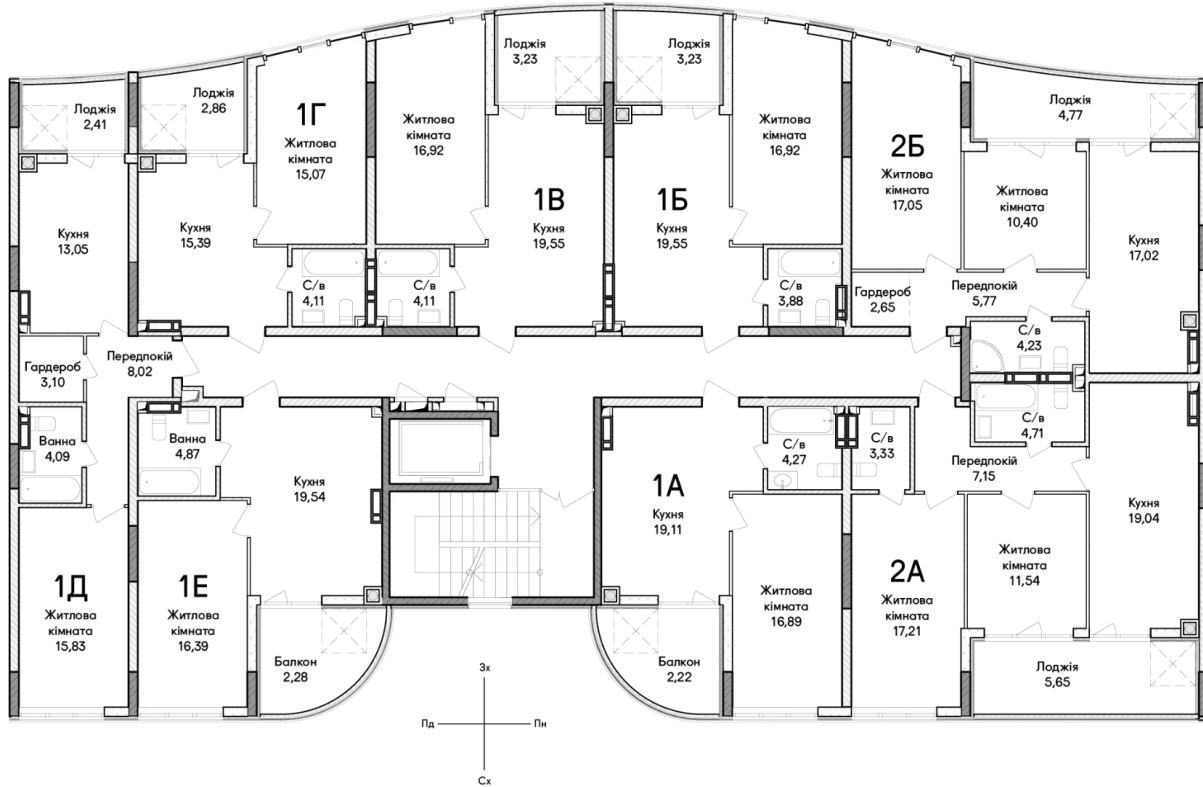 Лоджія
2,41
Лоджія
2,86
1Г
Житлова
кімната
15,07
Житлова
кімната
16,92
Лоджія
3,23
Лоджія
3,23
Житлова
кімната
16,92
2Б
Житлова
кімната
17,05
Лоджія
4,77
Житлова
кімната
10,40
Кухня
17,02
Кухня
13,05
Кухня
15,39
1В
Кухня
19,55
1Б
Кухня
19,55
С/в
4,11
С/в
4,11
С/в
3,88
Гардероб
2,65
Передпокій
5,77
С/в
4,23
Гардероб
3,10
Передпокій
8,02
Ванна
4,09
Ванна
4,87
Кухня
19,54
1А
Кухня
19,11
С/в
4,27
С/в
3,33
С/в
4,71
Передпокій
7,15
Кухня
19,04
1Д
Житлова
кімната
15,83
1Е
Житлова
кімната
16,39
Житлова
кімната
16,89
2А
Житлова
кімната
17,21
Житлова
кімната
11,54
Балкон
2,28
Балкон
2,22
Лоджія
5,65
Зх
Пд
Пн
Сх